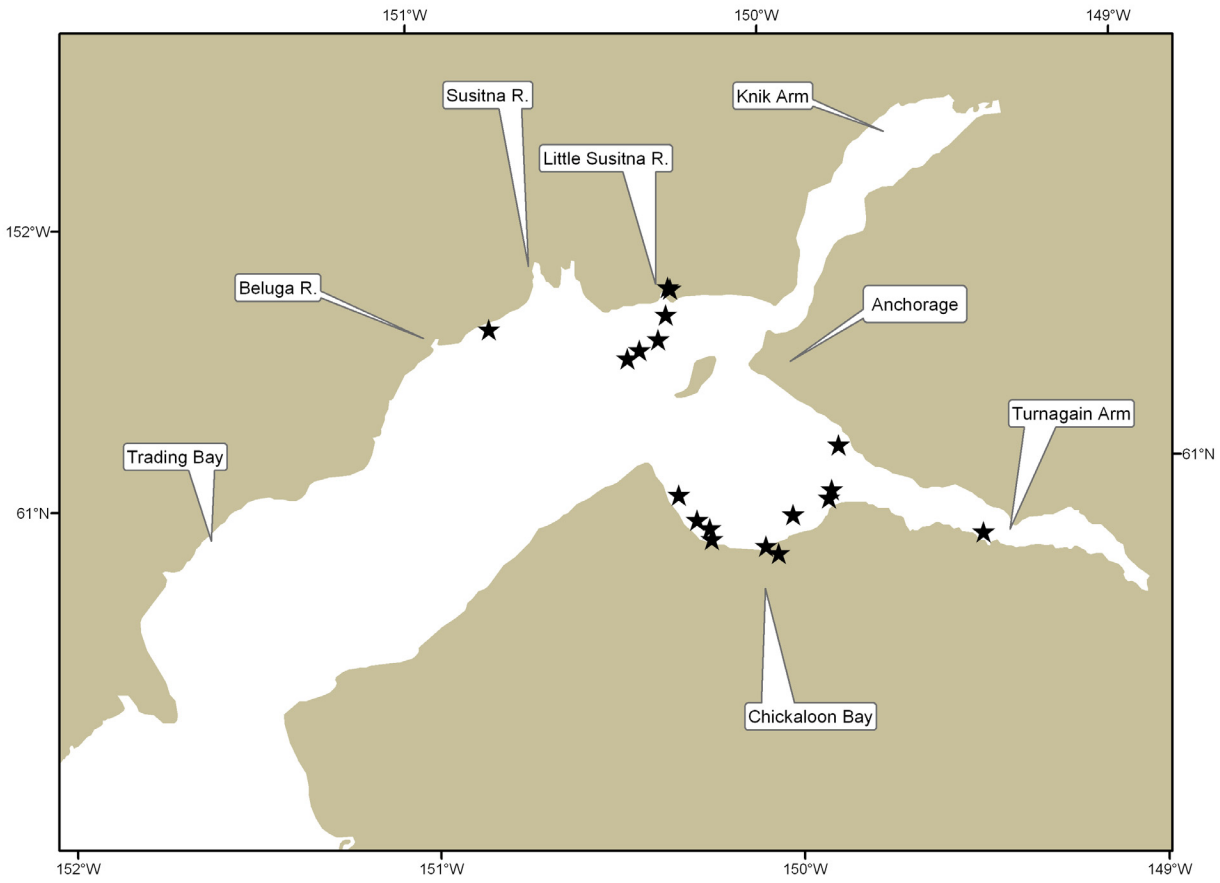 151°W
150°W
149°W
Susitna R.
Knik Arm
Little Susitna R.
152°W
Beluga R.
Anchorage
Turnagain Arm
Trading Bay
61°N
61°N
Chickaloon Bay
152°W
151°W
150°W
149°W